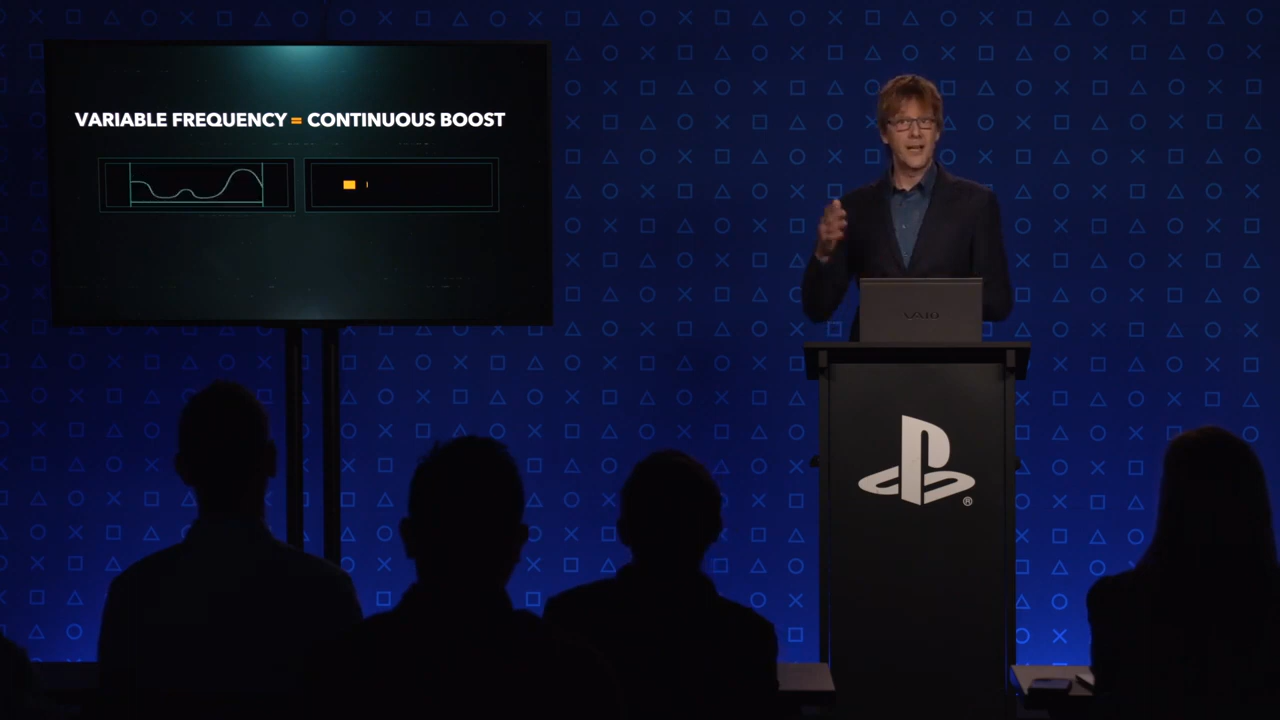 VARIABLE FREQUENCY = CONTINUOUS BOOST
VAIO
®